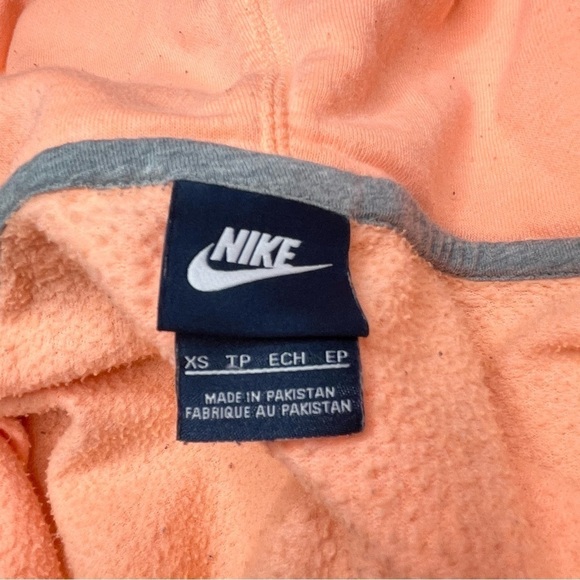 NIKE
XS TP ECH EP
MADE IN PAKISTAN
FABRIQUE AU PAKISTAN